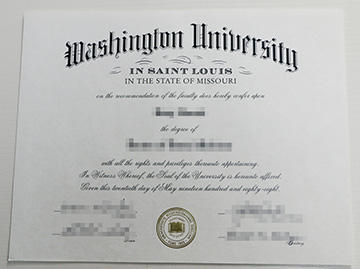 Washington University
IN SAINT LOUIS
IN THE STATE OF MISSOURI
on the recommendation of the faculty does hereby confer upon
the degree of
with all the rights and privileges thereunto appertaining.
In Witness Whereof, the Seal of the University is hereunto affixed.
Given this twentieth day of May nineteen hundred and eighty-eight.
Dean